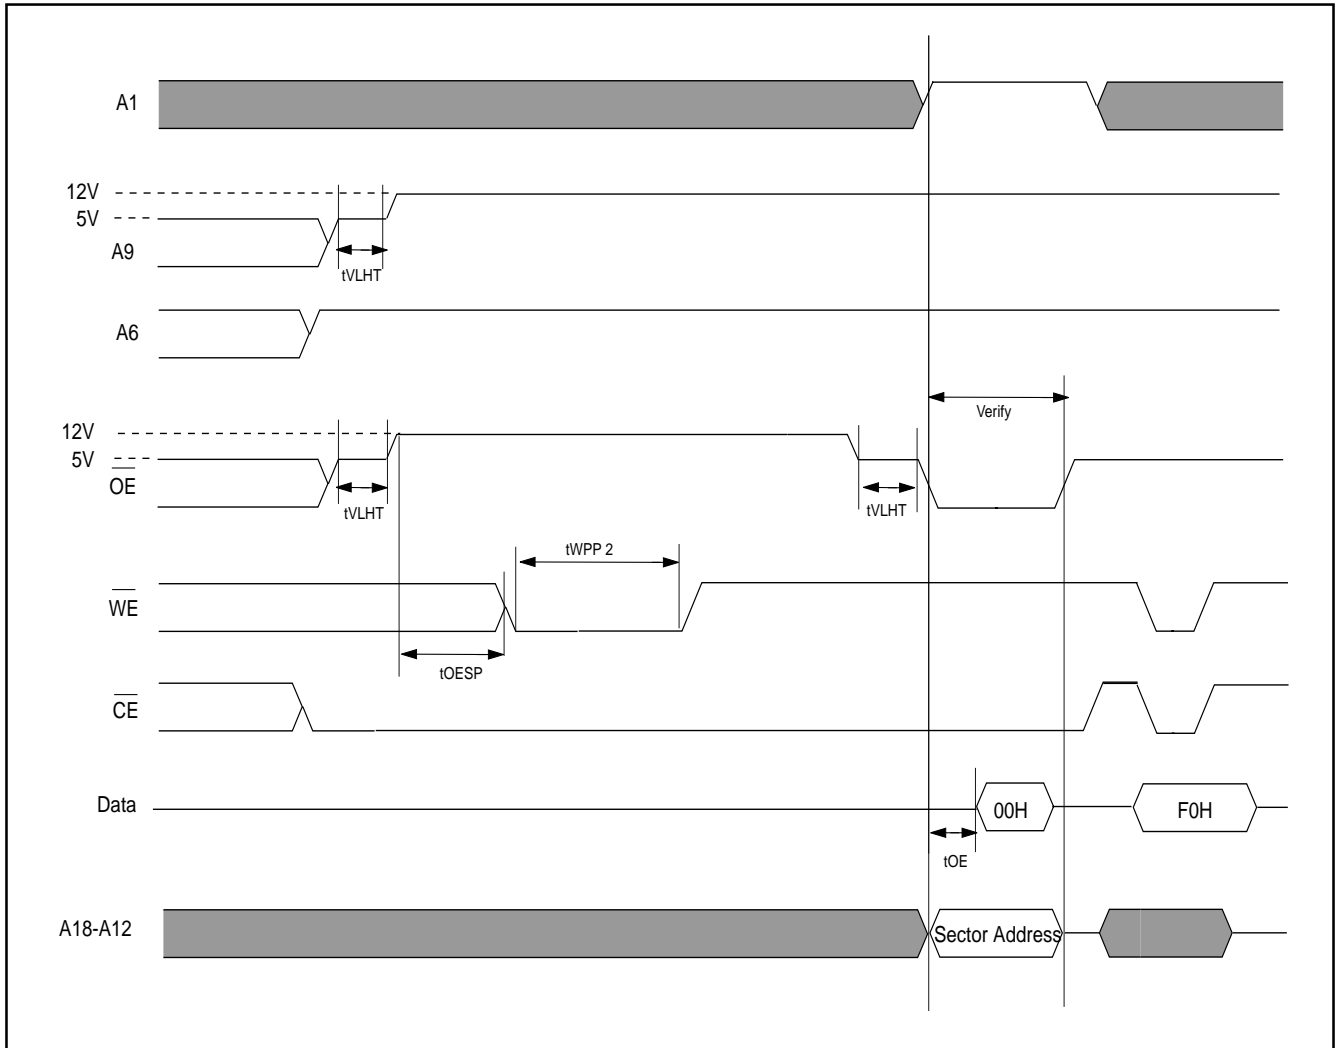 A1
12V
5V
A9
tVLHT
A6
Verify
12V
5V
OE
tVLHT
tVLHT
tWPP 2
WE
tOESP
CE
Data
00H
F0H
tOE
A18-A12
Sector Address